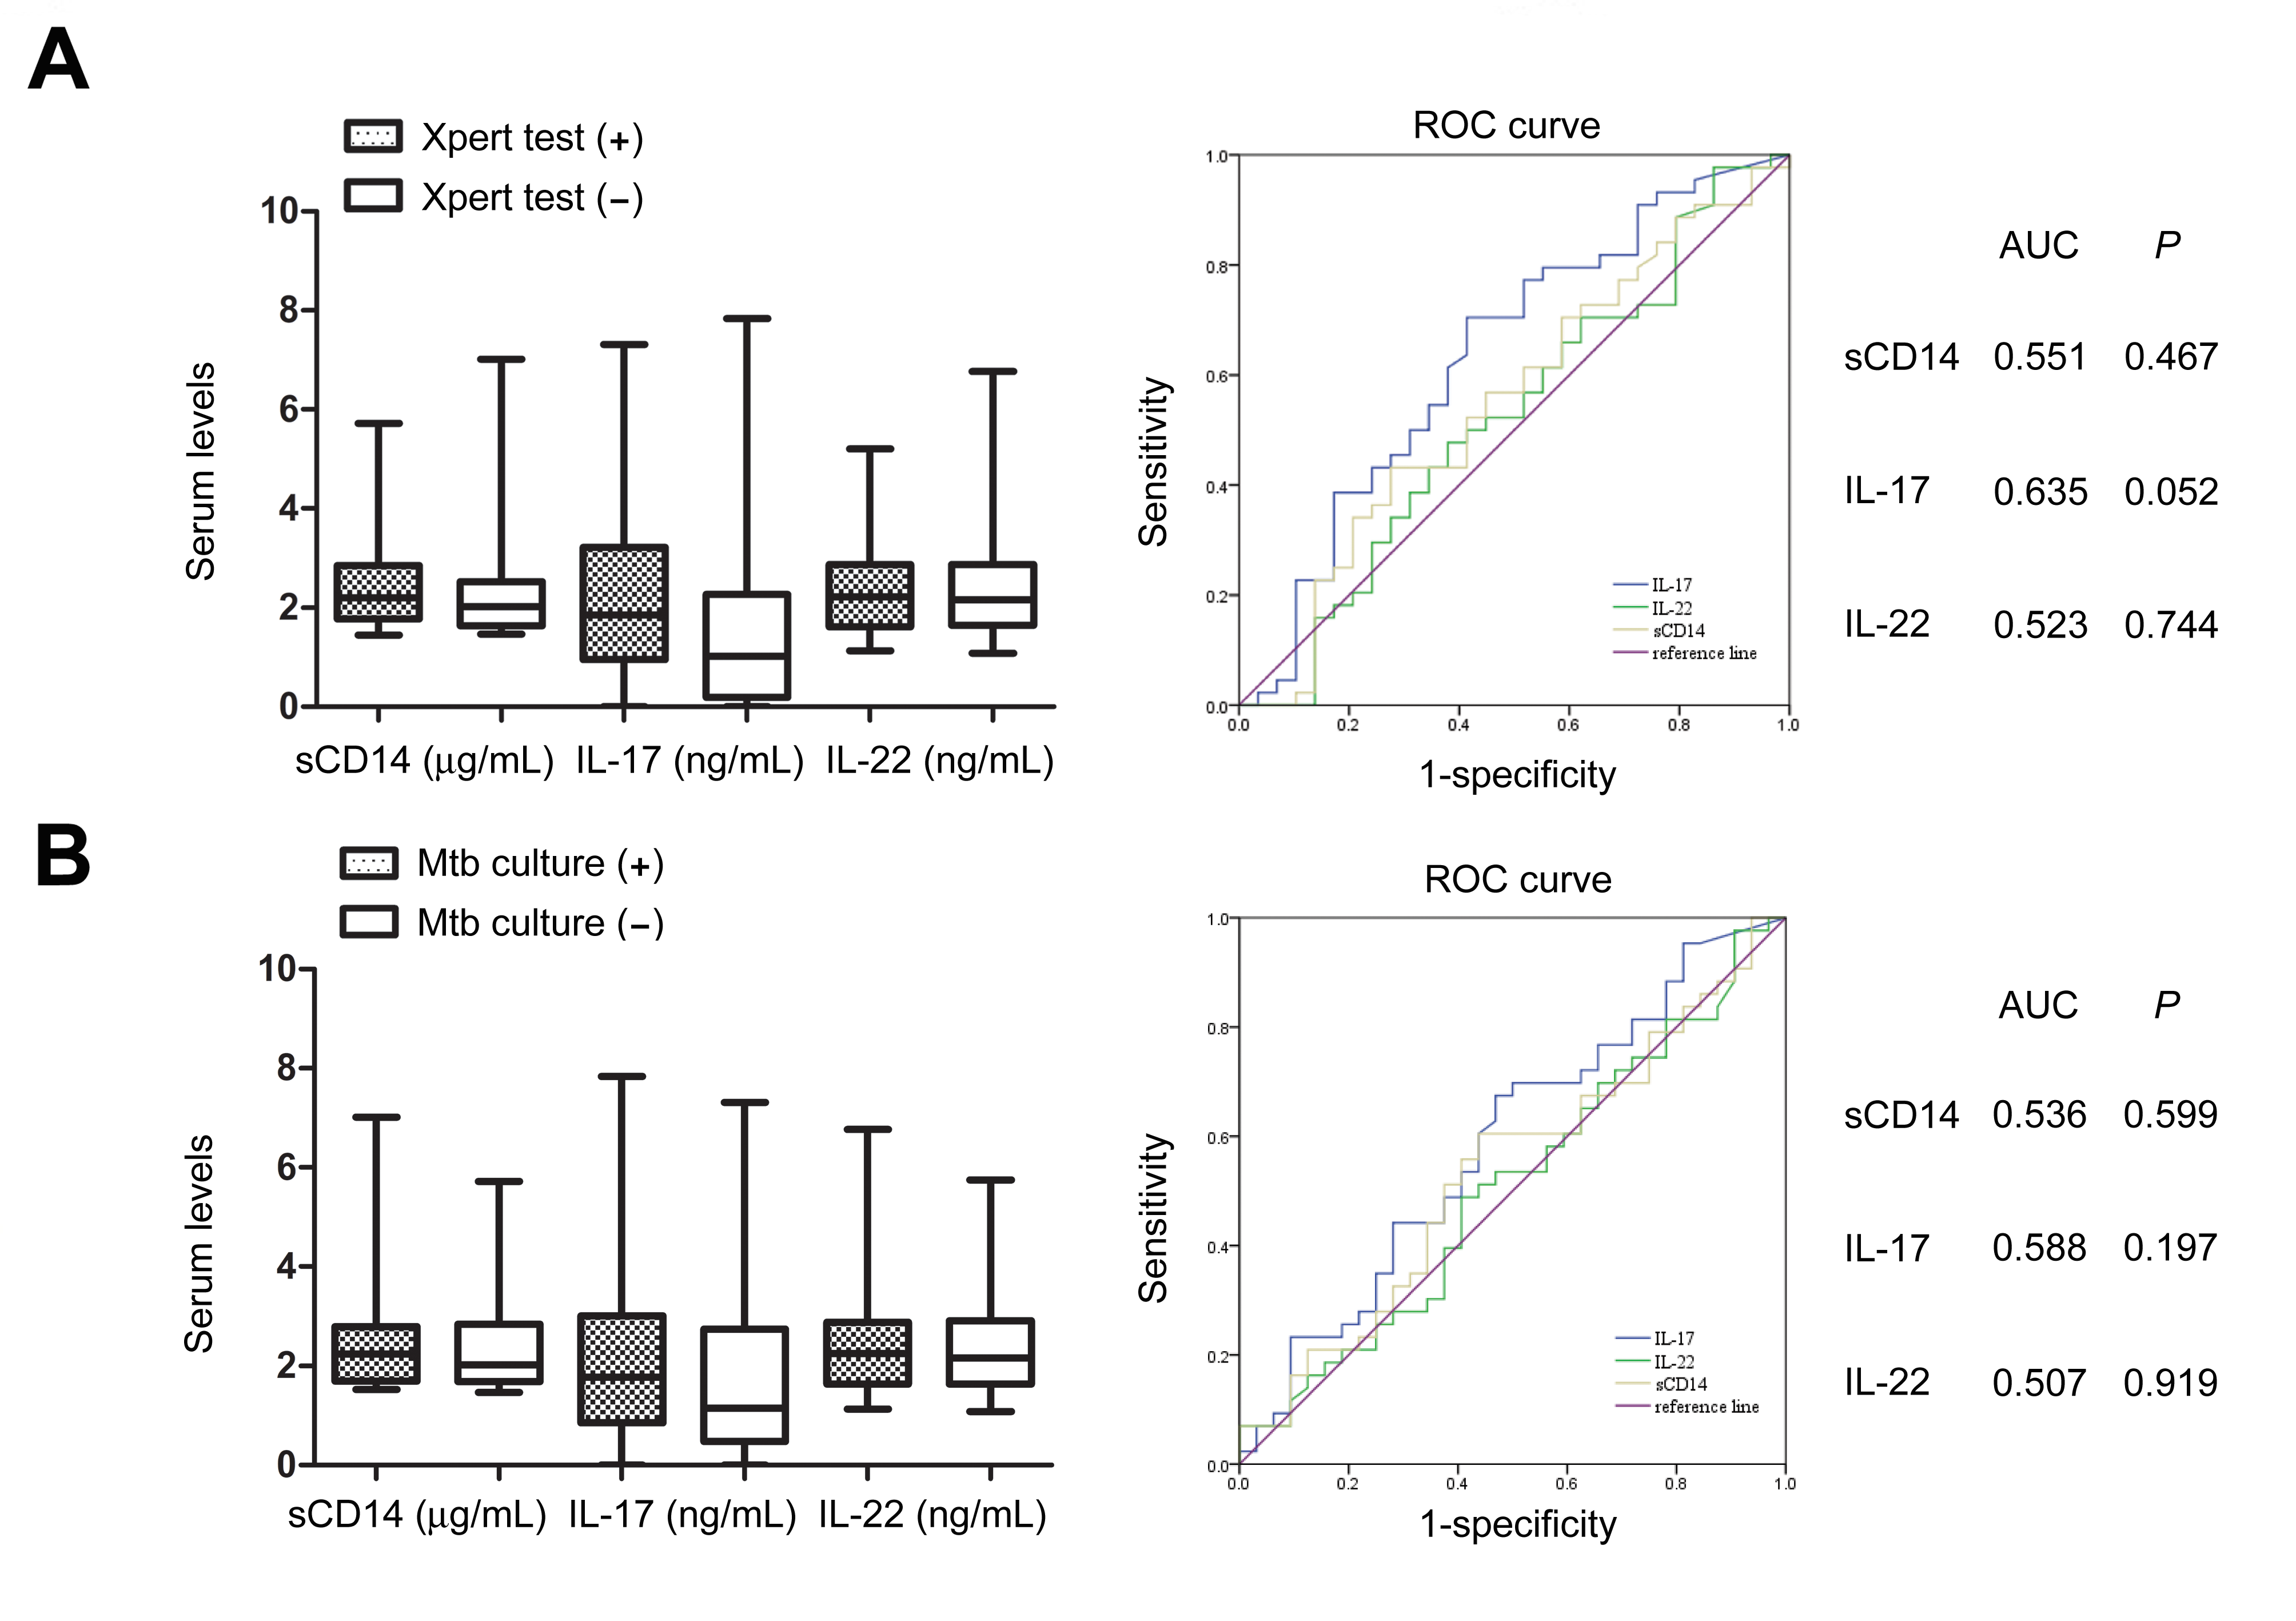 A
Xpert test (+)
Xpert test (−)
10
8
6
4
2
0
Serum levels
sCD14 (μg/mL) IL-17 (ng/mL) IL-22 (ng/mL)
ROC curve
1.0
0.8
0.6
0.4
0.2
0.0
Sensitivity
IL-17
IL-22
sCD14
reference line
0.0 0.2 0.4 0.6 0.8 1.0
1-specificity
AUC P
sCD14 0.551 0.467
IL-17 0.635 0.052
IL-22 0.523 0.744
B
Mtb culture (+)
Mtb culture (−)
10
8
6
4
2
0
Serum levels
sCD14 (μg/mL) IL-17 (ng/mL) IL-22 (ng/mL)
ROC curve
1.0
0.8
0.6
0.4
0.2
0.0
Sensitivity
IL-17
IL-22
sCD14
reference line
0.0 0.2 0.4 0.6 0.8 1.0
1-specificity
AUC P
sCD14 0.536 0.599
IL-17 0.588 0.197
IL-22 0.507 0.919